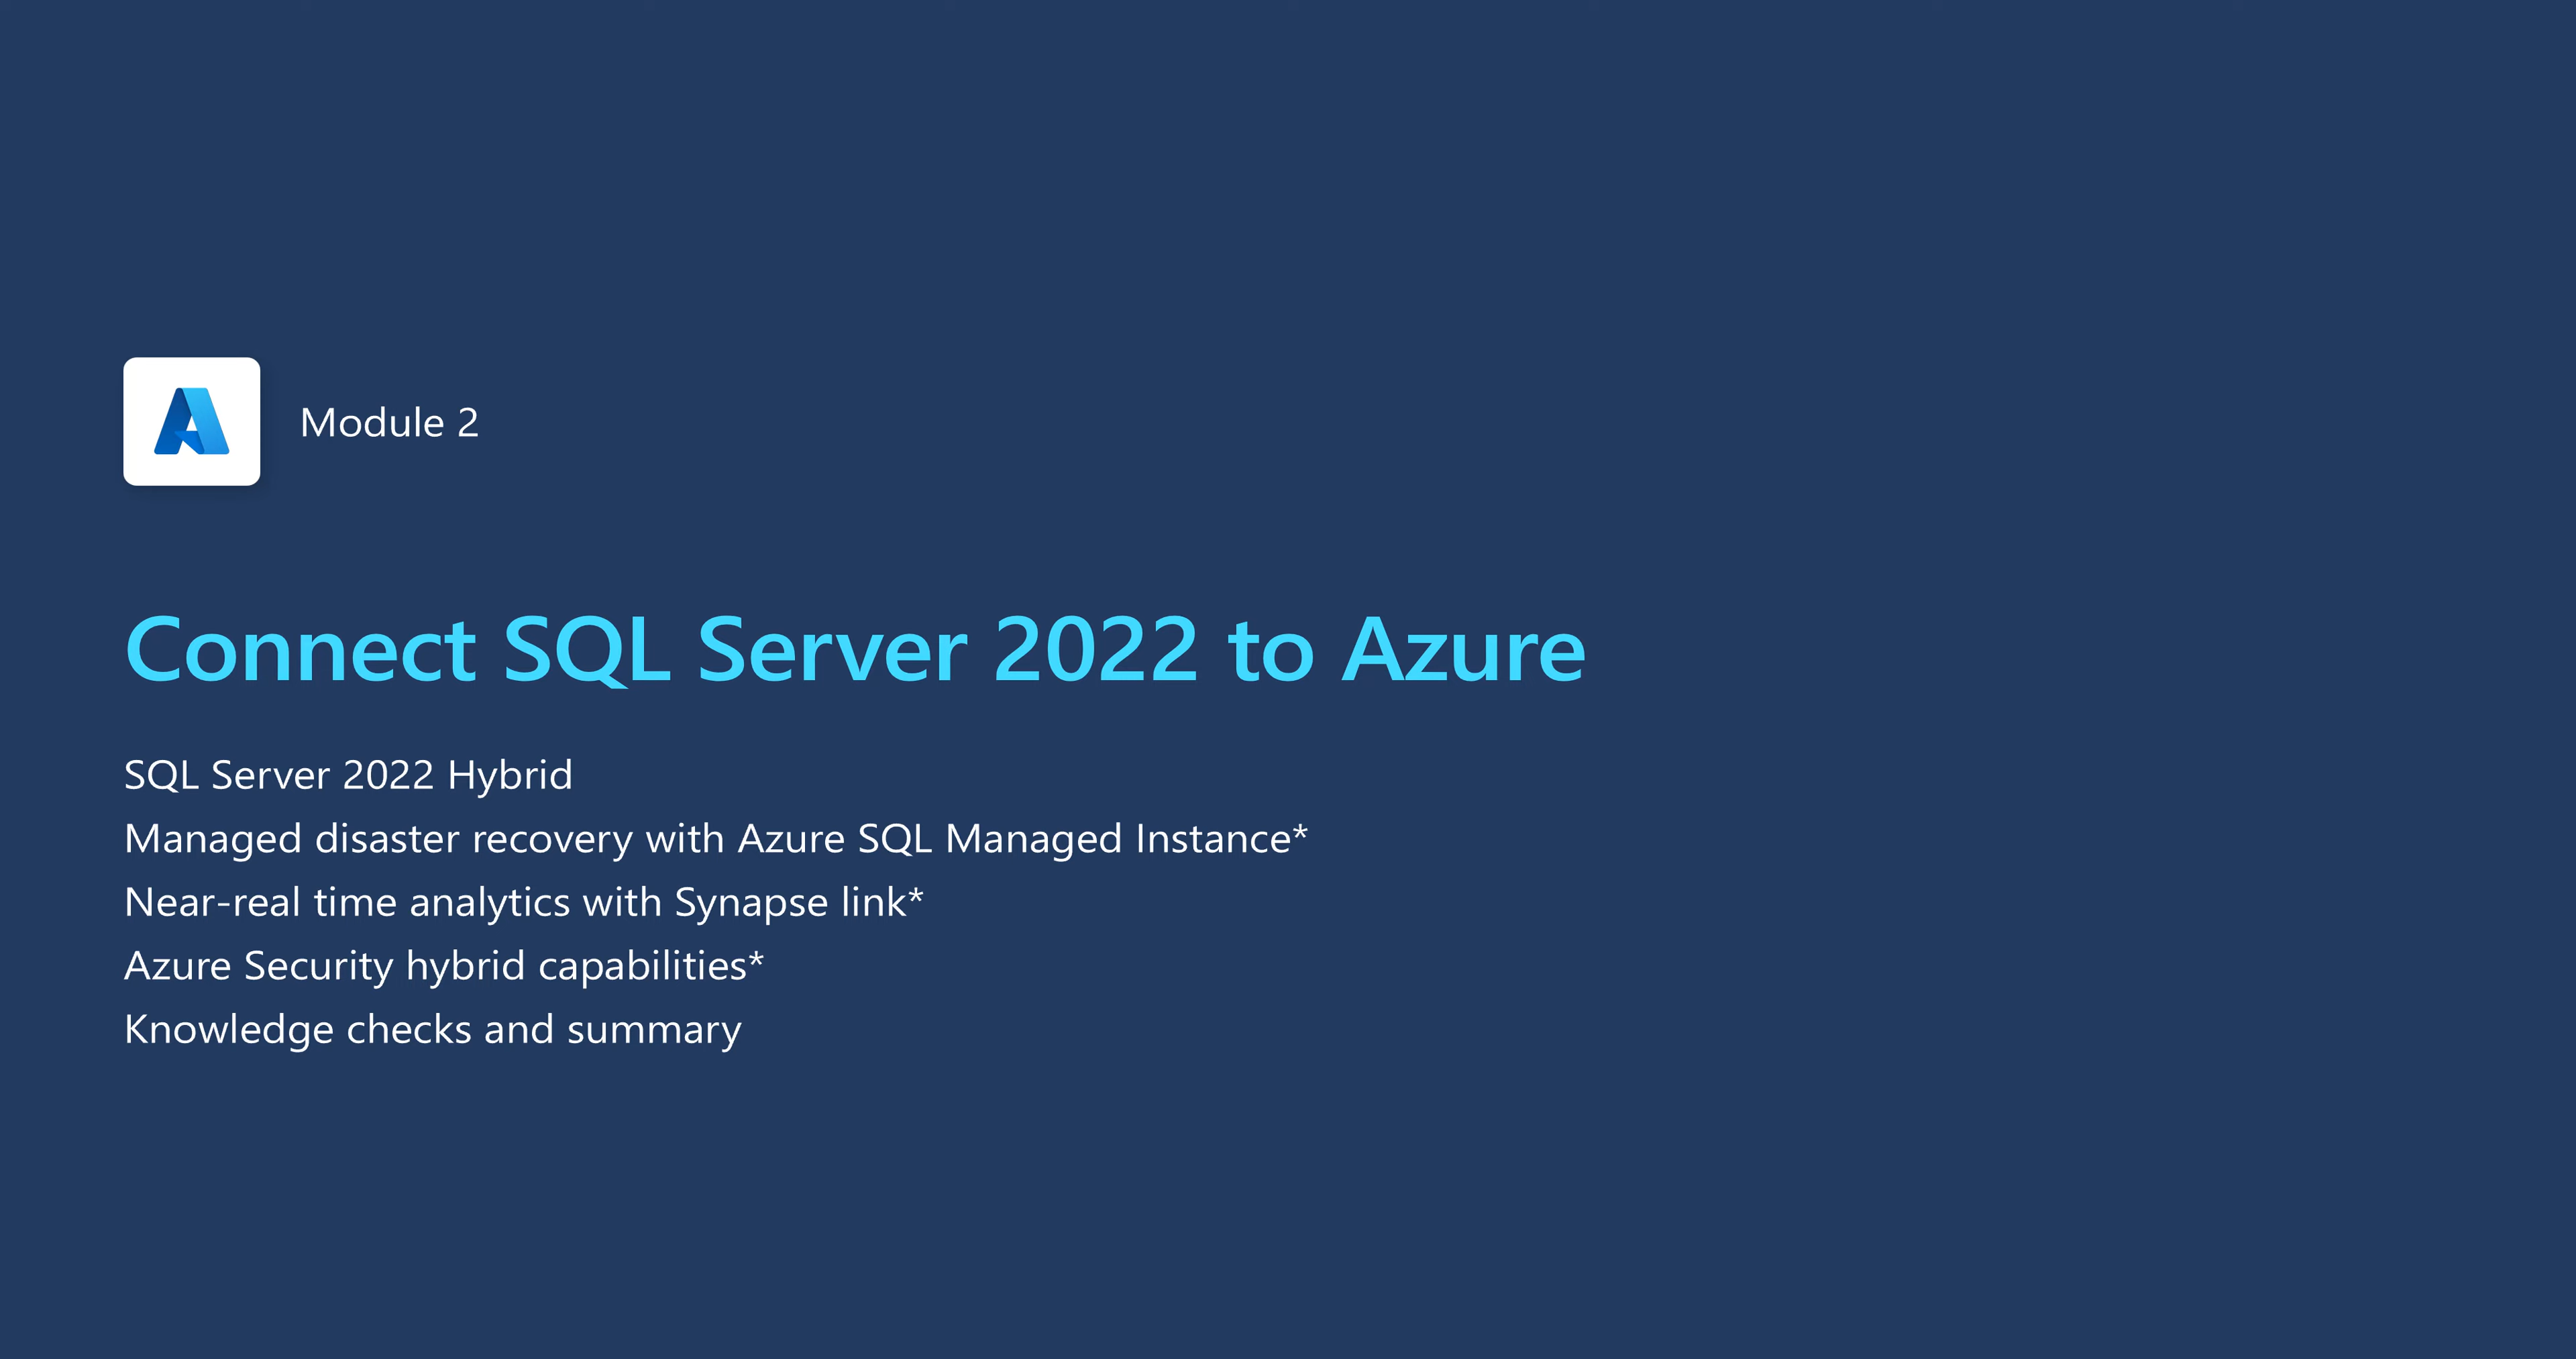 Module 2
Connect SQL Server 2022 to Azure
SQL Server 2022 Hybrid
Managed disaster recovery with Azure SQL Managed Instance*
Near-real time analytics with Synapse link*
Azure Security hybrid capabilities*
Knowledge checks and summary